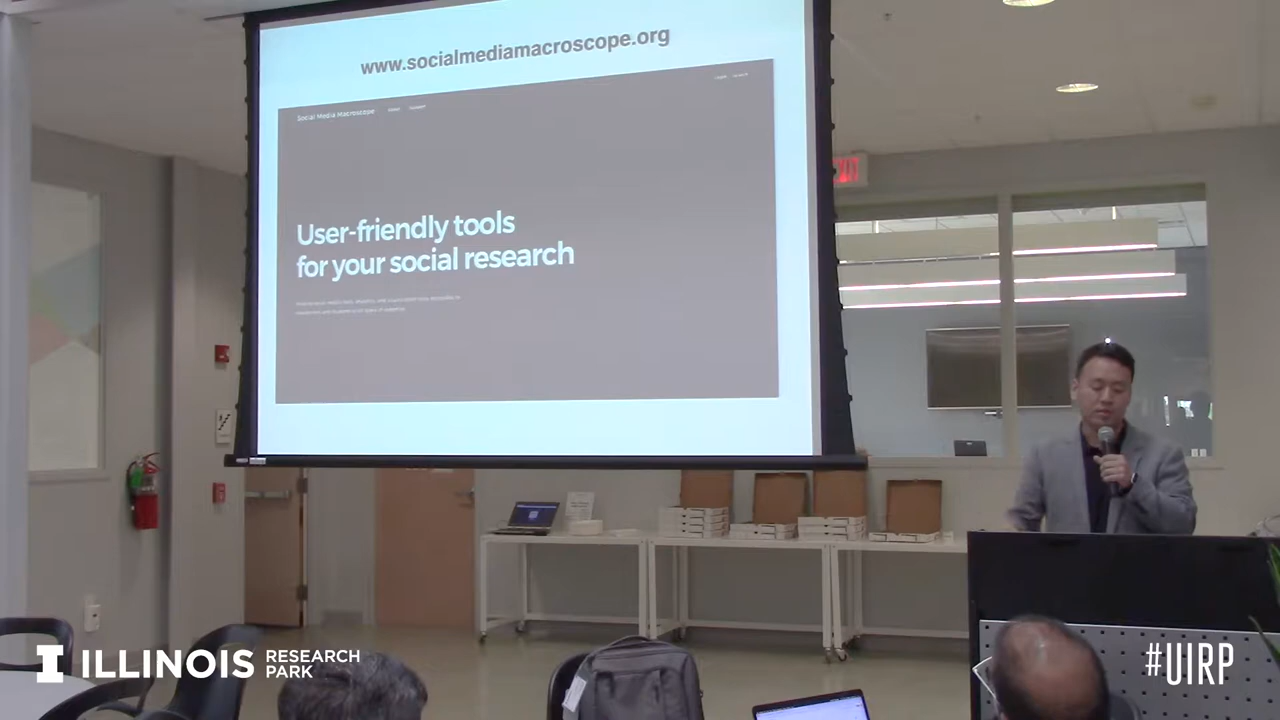 www.socialmediamacroscope.org
Social Media Macroscope
User-friendly tools
for your social research
EXIT
ILLINOIS
RESEARCH
PARK
#UIRP